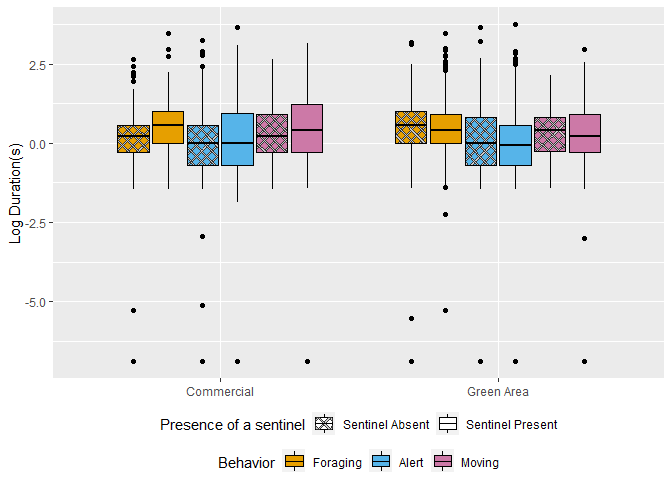 2.5
0.0
-2.5
-5.0
Log Duration(s)
Commercial Green Area
Presence of a sentinel Sentinel Absent Sentinel Present
Behavior Foraging Alert Moving